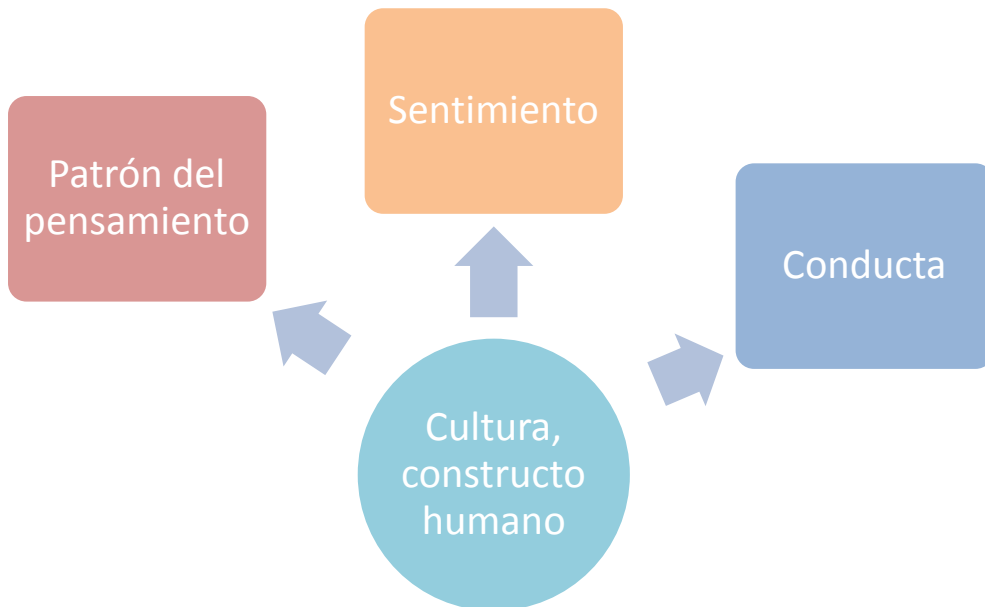 Sentimiento
Patrón del
pensamiento
Conducta
Cultura,
constructo
humano